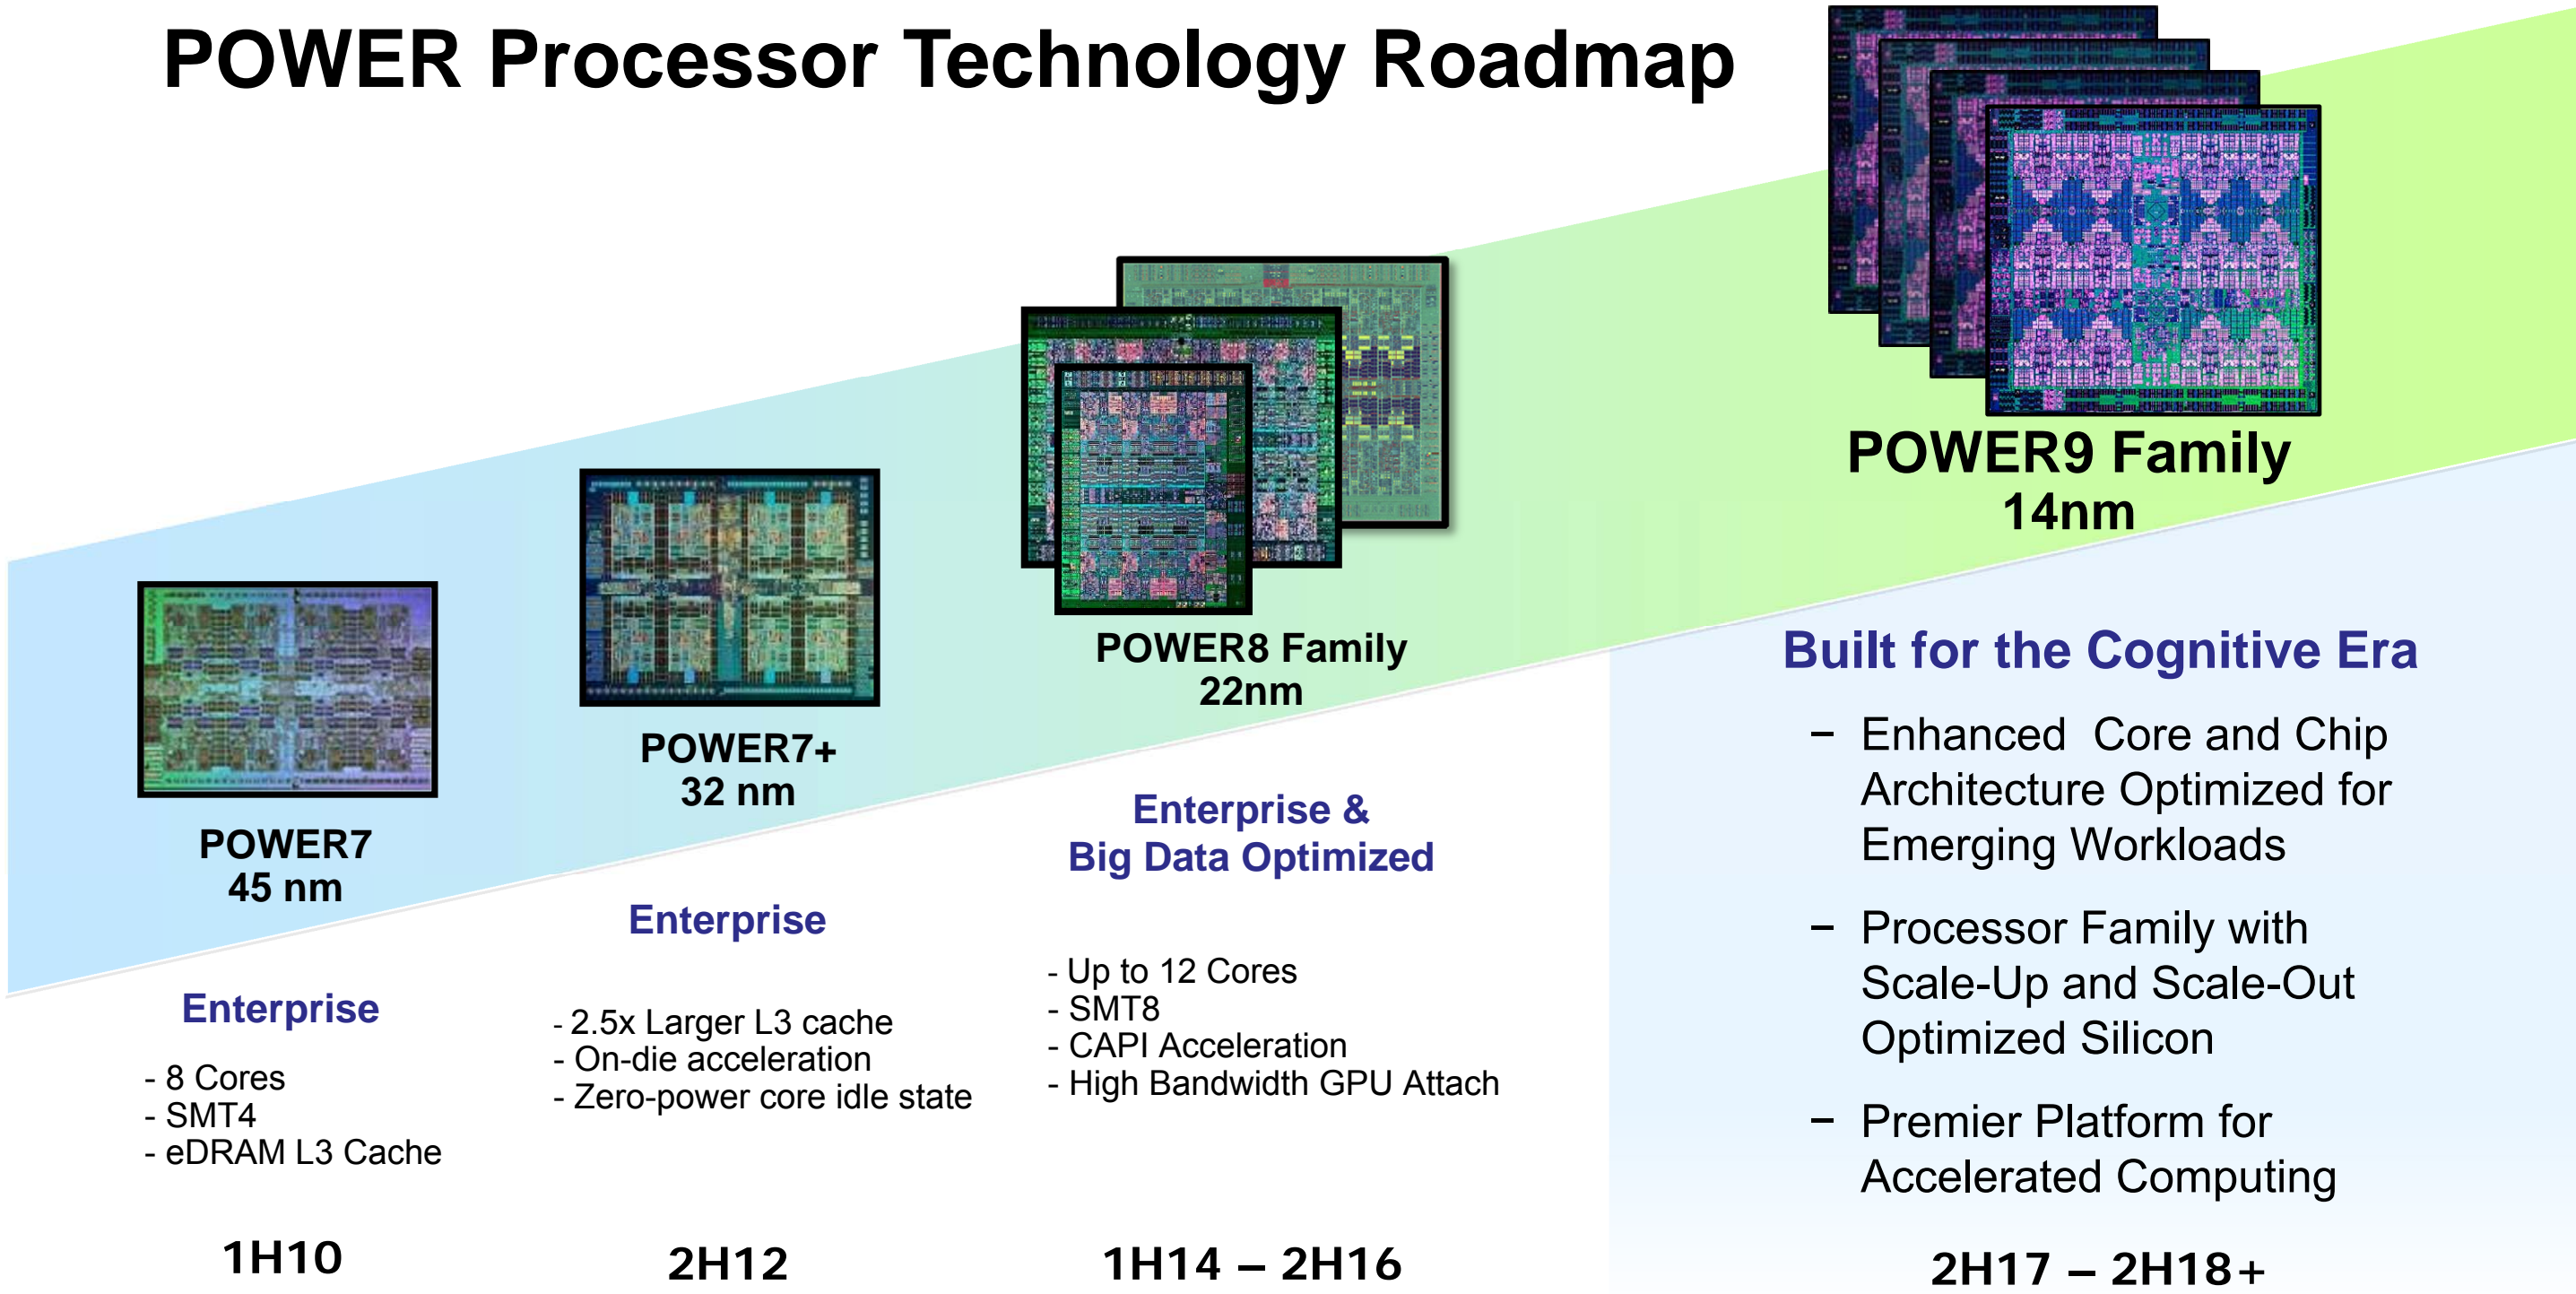 POWER Processor Technology Roadmap
POWER7
45 nm
Enterprise
- 8 Cores
- SMT4
- eDRAM L3 Cache
1H10
POWER7+
32 nm
Enterprise
- 2.5x Larger L3 cache
- On-die acceleration
- Zero-power core idle state
2H12
POWER8 Family
22nm
Enterprise &
Big Data Optimized
- Up to 12 Cores
- SMT8
- CAPI Acceleration
- High Bandwidth GPU Attach
1H14 – 2H16
POWER9 Family
14nm
Built for the Cognitive Era
– Enhanced  Core and Chip
Architecture Optimized for
Emerging Workloads
– Processor Family with
Scale-Up and Scale-Out
Optimized Silicon
– Premier Platform for
Accelerated Computing
2H17 – 2H18+